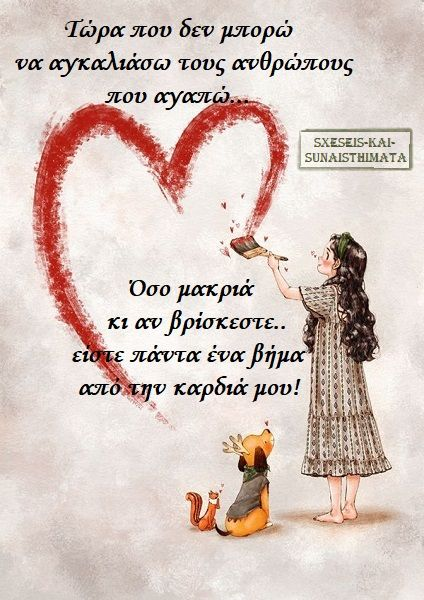 Τώρα που δεν μπορώ
να αγκαλιάσω τους ανθρώπους
που αγαπώ...
SXESEIS-KAI-
SUNAISTHIMATA
Όσο μακριά
κι αν βρίσκεστε..
είστε πάντα ένα βήμα
από την καρδιά μου!